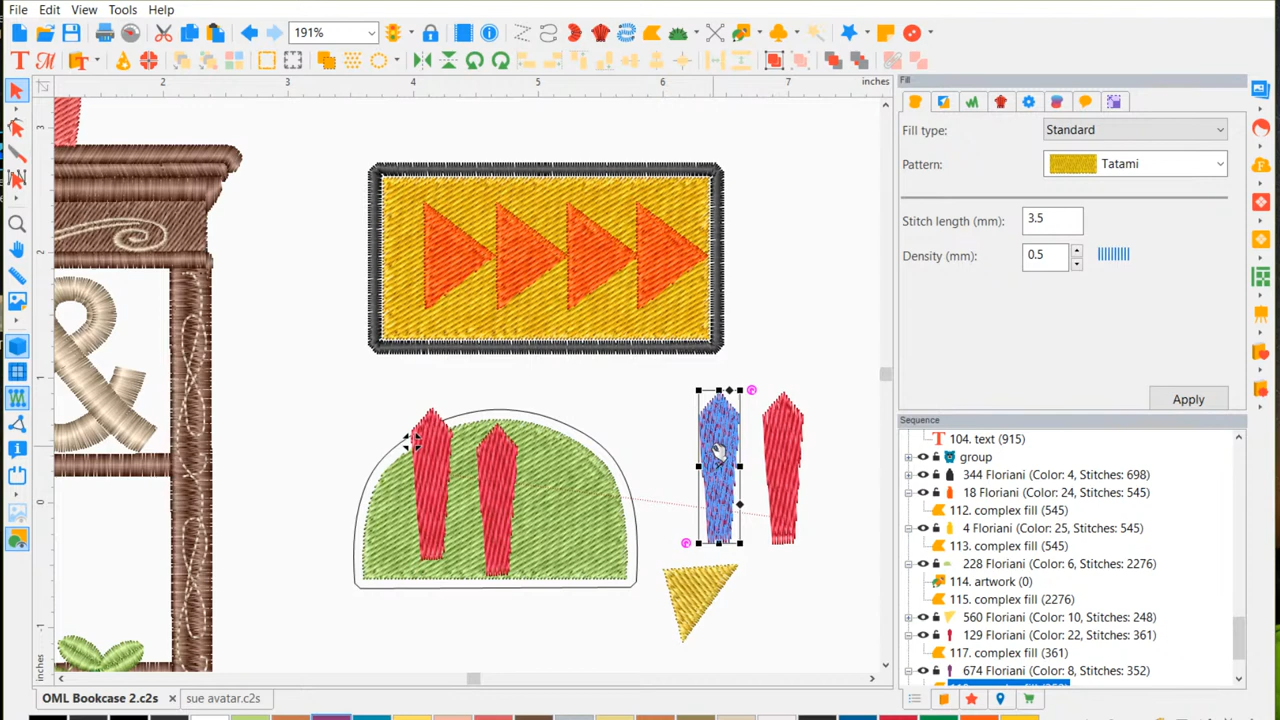 File Edit View Tools Help
191%
T M T
2 3 4 5 6 7 inches
3
2
1
0
-1
inches
Fill
Fill type: Standard
Pattern: Tatami
Stitch length (mm): 3.5
Density (mm): 0.5
Apply
Sequence
T 104. text (915)
group
344 Floriani (Color: 4, Stitches: 698)
18 Floriani (Color: 24, Stitches: 545)
112. complex fill (545)
4 Floriani (Color: 25, Stitches: 545)
113. complex fill (545)
228 Floriani (Color: 6, Stitches: 2276)
114. artwork (0)
115. complex fill (2276)
560 Floriani (Color: 10, Stitches: 248)
129 Floriani (Color: 22, Stitches: 361)
117. complex fill (361)
674 Floriani (Color: 8, Stitches: 352)
&
OML Bookcase 2.c2s × sue avatar.c2s